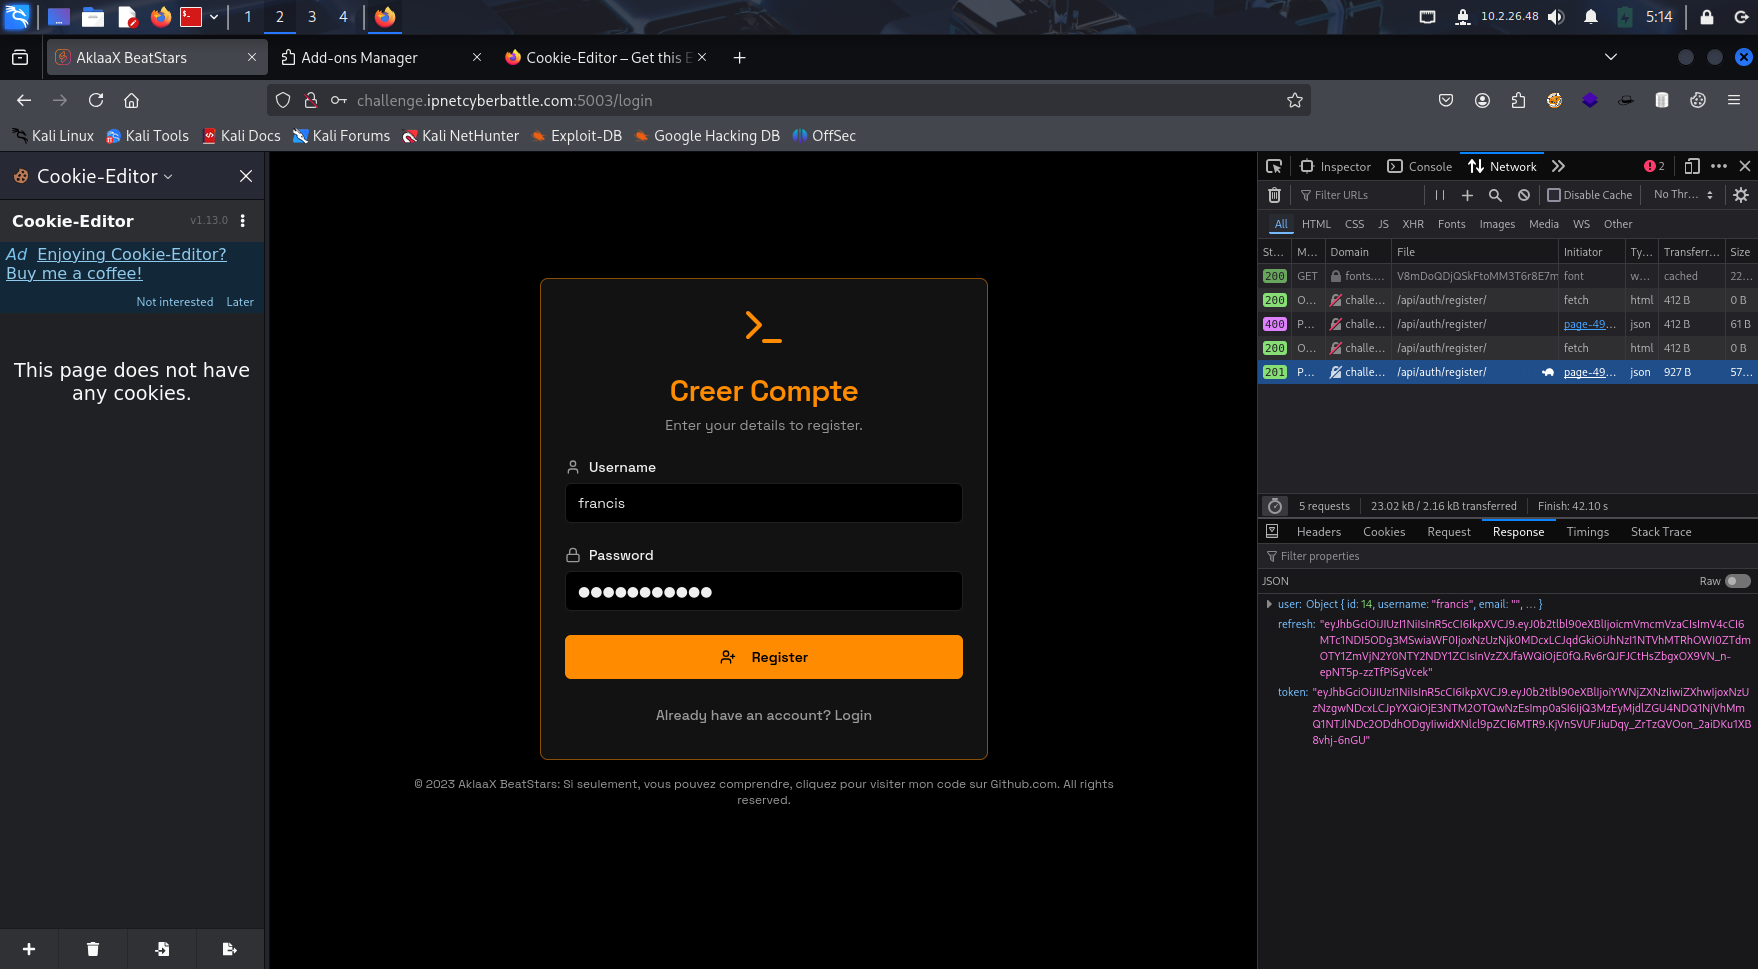 1 2 3 4 10.2.26.48 5:14
AklaaX BeatStars Add-ons Manager Cookie-Editor – Get this E
challenge.ipnetcyberbattle.com:5003/login
Kali Linux Kali Tools Kali Docs Kali Forums Kali NetHunter Exploit-DB Google Hacking DB OffSec
Cookie-Editor
Cookie-Editor v1.13.0
Ad Enjoying Cookie-Editor?
Buy me a coffee!
Not interested Later
This page does not have
any cookies.
Creer Compte
Enter your details to register.
Username
francis
Password
Register
Already have an account? Login
© 2023 AklaaX BeatStars: Si seulement, vous pouvez comprendre, cliquez pour visiter mon code sur Github.com. All rights
reserved.
Inspector Console Network 2
Filter URLs Disable Cache No Thr...
All HTML CSS JS XHR Fonts Images Media WS Other
St... M... Domain File Initiator Ty... Transferr... Size
200 GET fonts.... V8mDoQDjQSkFtoMM3T6r8E7m font w... cached 22...
200 O... challe... /api/auth/register/ fetch html 412 B 0 B
400 P... challe... /api/auth/register/ page-49... json 412 B 61 B
200 O... challe... /api/auth/register/ fetch html 412 B 0 B
201 P... challe... /api/auth/register/ page-49... json 927 B 57...
5 requests 23.02 kB / 2.16 kB transferred Finish: 42.10 s
Headers Cookies Request Response Timings Stack Trace
Filter properties
JSON Raw
user: Object { id: 14, username: "francis", email: "", ... }
refresh:
token: